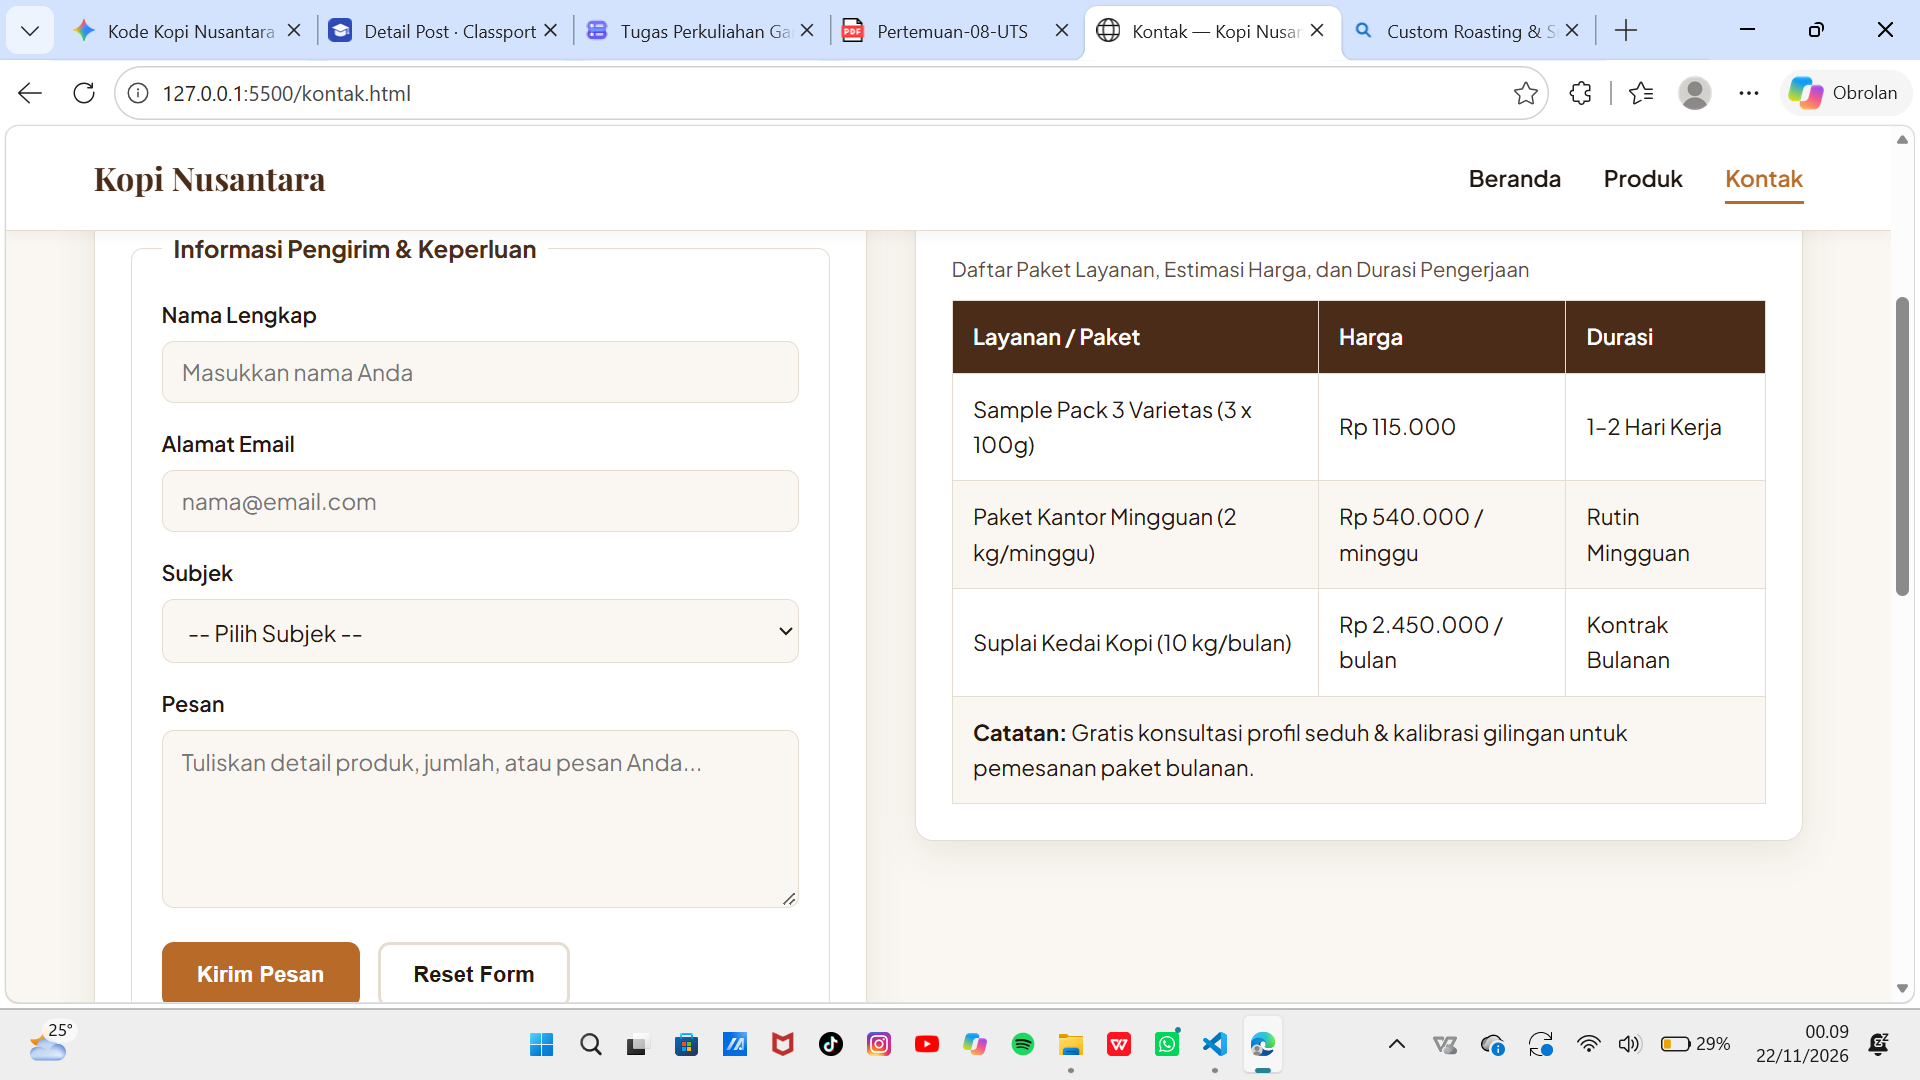 Kode Kopi Nusantara
Detail Post · Classport
Tugas Perkuliahan Ga
Pertemuan-08-UTS
Kontak — Kopi Nusar
Custom Roasting & S
127.0.0.1:5500/kontak.html
Obrolan
Kopi Nusantara
Beranda
Produk
Kontak
Informasi Pengirim & Keperluan
Nama Lengkap
Masukkan nama Anda
Alamat Email
nama@email.com
Subjek
-- Pilih Subjek --
Pesan
Tuliskan detail produk, jumlah, atau pesan Anda...
Kirim Pesan
Reset Form
Daftar Paket Layanan, Estimasi Harga, dan Durasi Pengerjaan
Layanan / Paket
Harga
Durasi
Sample Pack 3 Varietas (3 x
100g)
Rp 115.000
1–2 Hari Kerja
Paket Kantor Mingguan (2
kg/minggu)
Rp 540.000 /
minggu
Rutin
Mingguan
Suplai Kedai Kopi (10 kg/bulan)
Rp 2.450.000 /
bulan
Kontrak
Bulanan
Catatan: Gratis konsultasi profil seduh & kalibrasi gilingan untuk
pemesanan paket bulanan.
25°
29%
00.09
22/11/2026